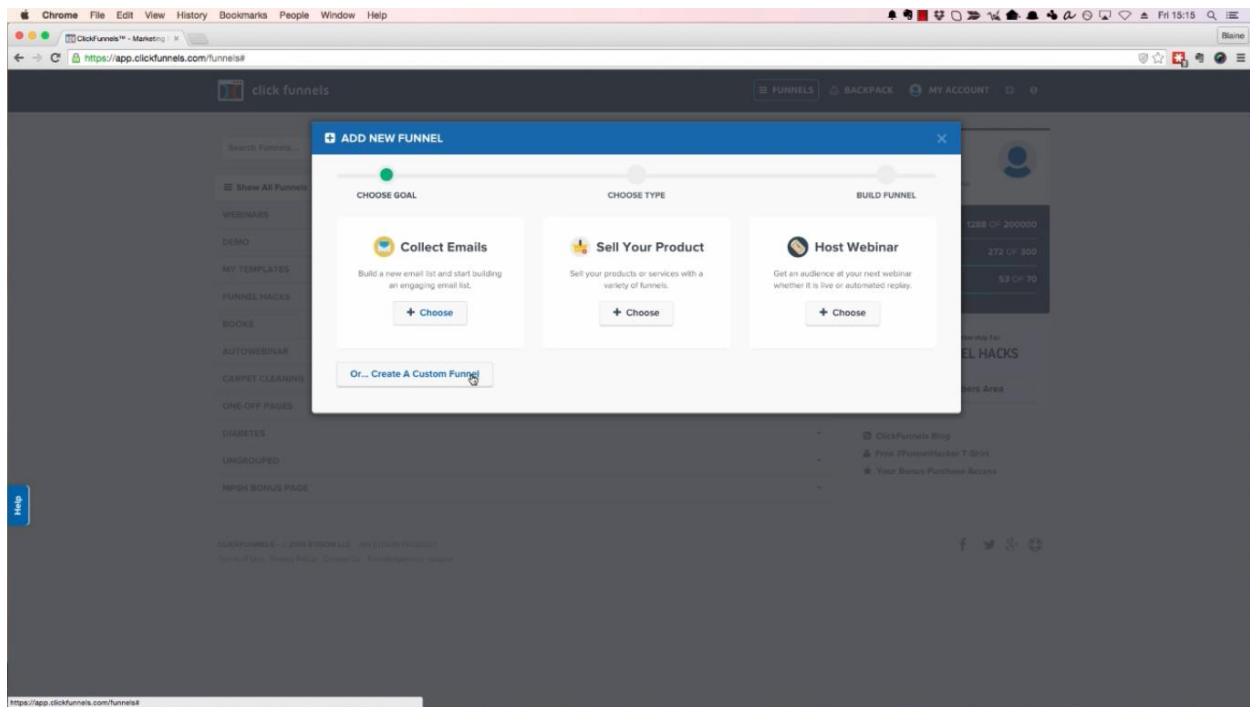 Chrome File Edit View History Bookmarks People Window Help
Fri 15:15
ClickFunnels™ - Marketing
Blaine
https://app.clickfunnels.com/funnels#
click funnels
FUNNELS BACKPACK MY ACCOUNT
ADD NEW FUNNEL
Search Funnels...
CHOOSE GOAL CHOOSE TYPE BUILD FUNNEL
Show All Funnels
WEBINARS
1288 OF 200000
DEMO
272 OF 300
MY TEMPLATES
53 OF 70
FUNNEL HACKS
BOOKS
AUTOWEBINAR
EL HACKS
CARPET CLEANING
bers Area
ONE-OFF PAGES
Collect Emails
Build a new email list and start building
an engaging email list.
+ Choose
Sell Your Product
Sell your products or services with a
variety of funnels.
+ Choose
Host Webinar
Get an audience at your next webinar
whether it is live or automated replay.
+ Choose
Or... Create A Custom Funnel
DIABETES
ClickFunnels Blog
UNGROUPED
Free #FunnelHacker T-Shirt
Your Bonus Purchase Access
MPSH BONUS PAGE
Help
https://app.clickfunnels.com/funnels#